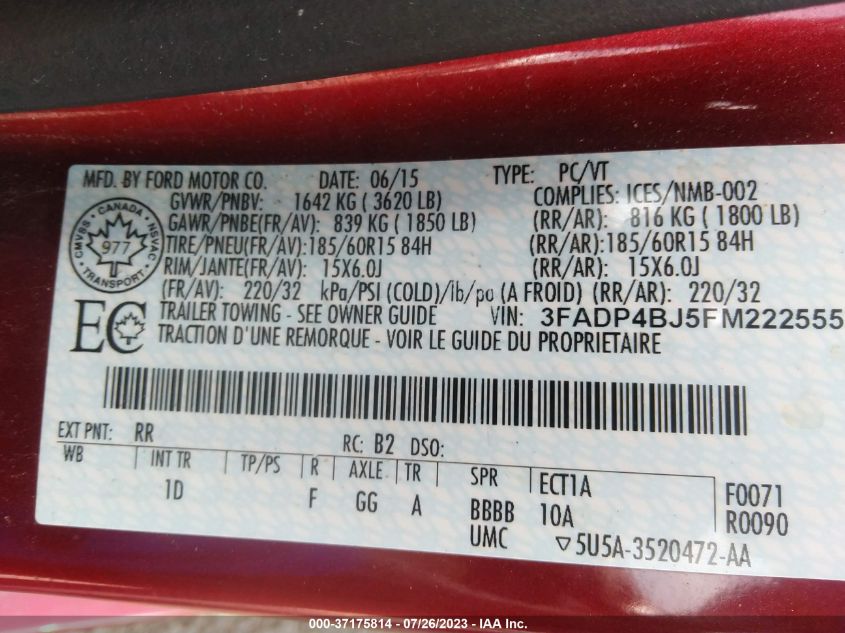 MFD. BY FORD MOTOR CO. DATE: 06/15 TYPE: PC/VT
GVWR/PNBV: 1642 KG ( 3620 LB) COMPLIES: ICES/NMB-002
GAWR/PNBE(FR/AV): 839 KG ( 1850 LB) (RR/AR): 816 KG ( 1800 LB)
TIRE/PNEU(FR/AV):185/60R15 84H (RR/AR):185/60R15 84H
RIM/JANTE(FR/AV): 15X6.0J (RR/AR): 15X6.0J
(FR/AV): 220/32 kPa/PSI (COLD)/lb/po (A FROID) (RR/AR): 220/32
TRAILER TOWING - SEE OWNER GUIDE VIN: 3FADP4BJ5FM222555
TRACTION D'UNE REMORQUE - VOIR LE GUIDE DU PROPRIETAIRE
CANADA
CMVSS 977 NSVAC
TRANSPORT
EC
EXT PNT: RR RC: B2 DSO:
WB INT TR TP/PS R AXLE TR SPR ECT1A F0071
1D F GG A BBBB 10A R0090
UMC ▽5U5A-3520472-AA
000-37175814 - 07/26/2023 - IAA Inc.